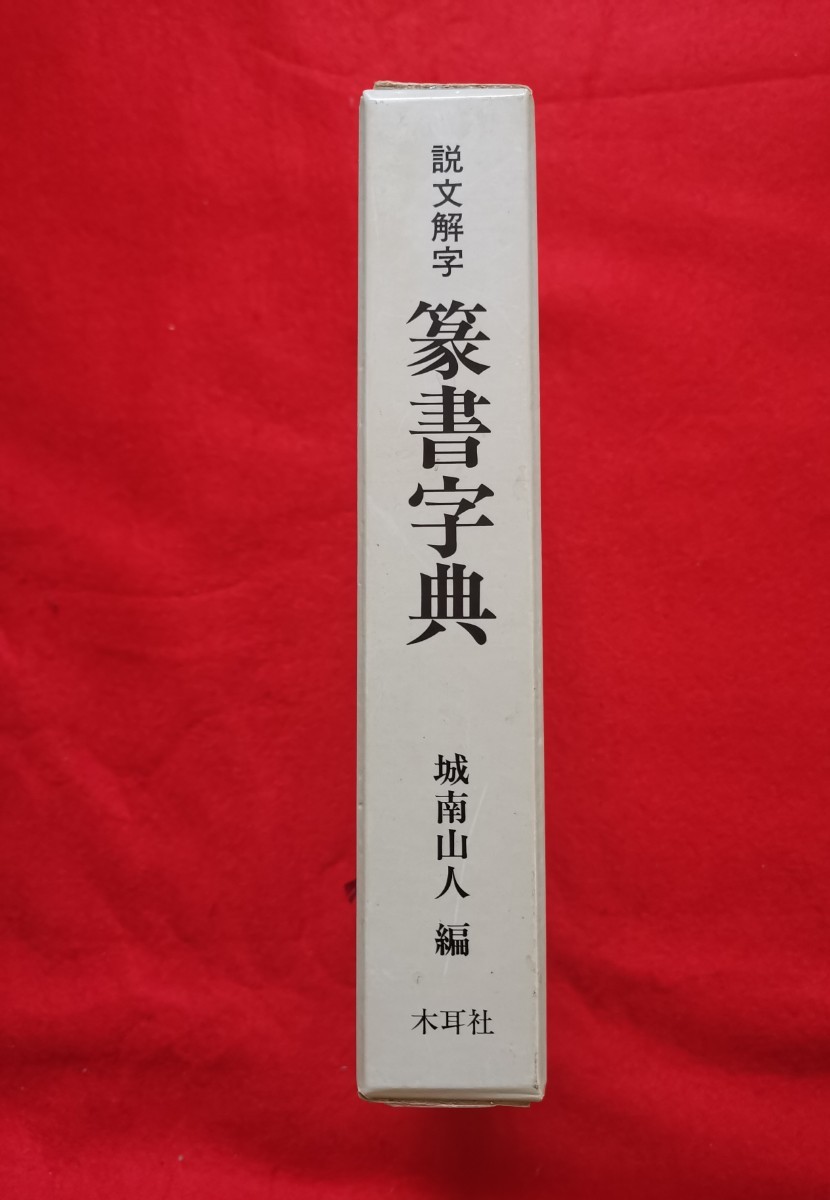 説文解字
篆書字典
城南山人 編
木耳社